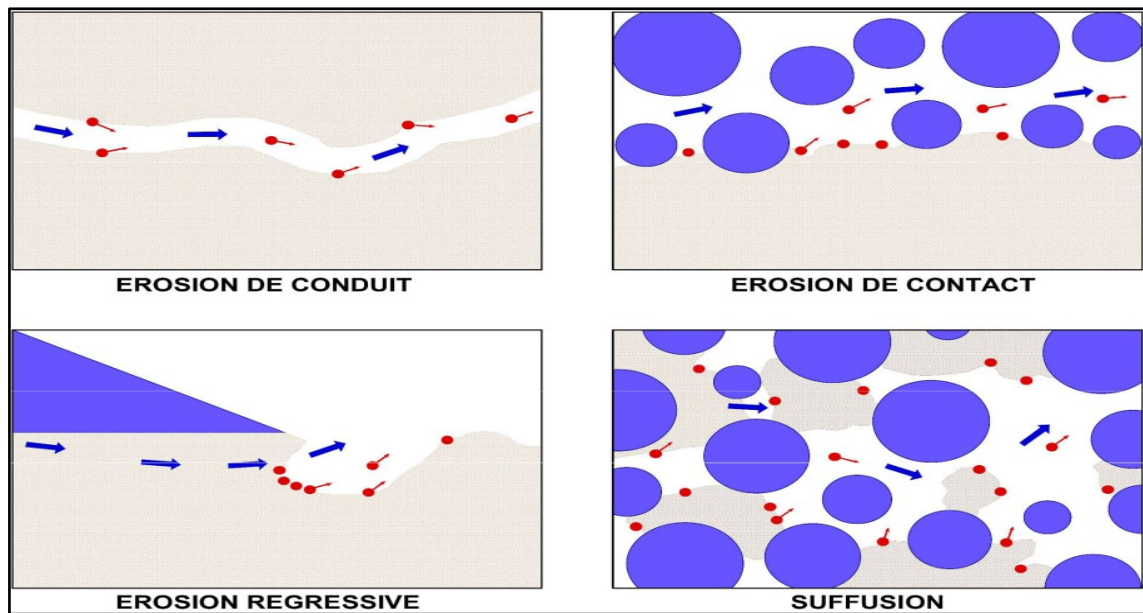 EROSION DE CONDUIT
EROSION DE CONTACT
EROSION REGRESSIVE
SUFFUSION